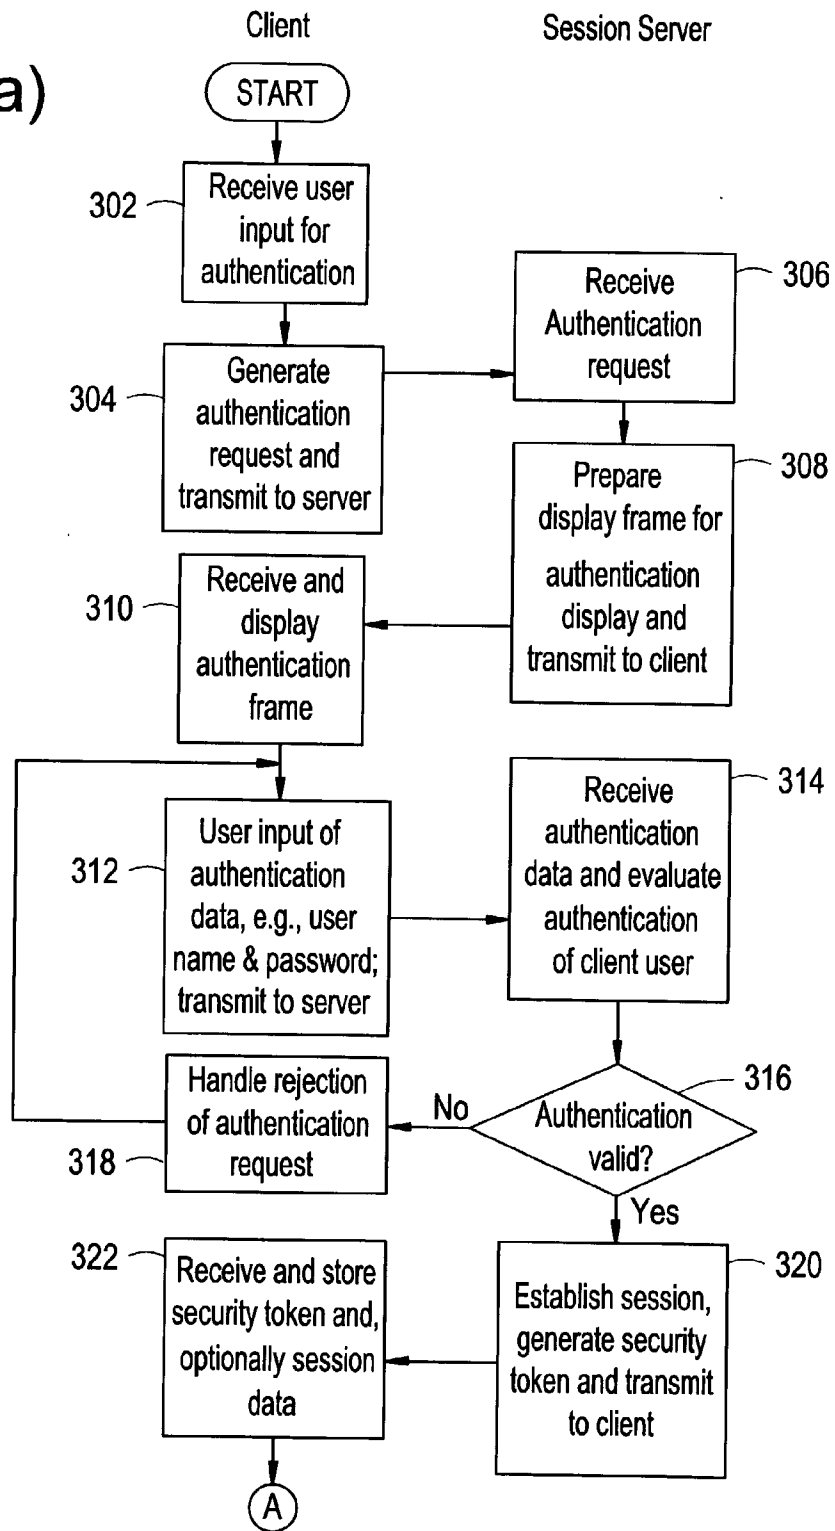 Client
Session Server
a)
START
302
Receive user
input for
authentication
306
Receive
Authentication
request
304
Generate
authentication
request and
transmit to server
308
Prepare
display frame for
authentication
display and
transmit to client
310
Receive and
display
authentication
frame
314
Receive
authentication
data and evaluate
authentication
of client user
312
User input of
authentication
data, e.g., user
name & password;
transmit to server
316
Authentication
valid?
No
Yes
318
Handle rejection
of authentication
request
320
Establish session,
generate security
token and transmit
to client
322
Receive and store
security token and,
optionally session
data
A